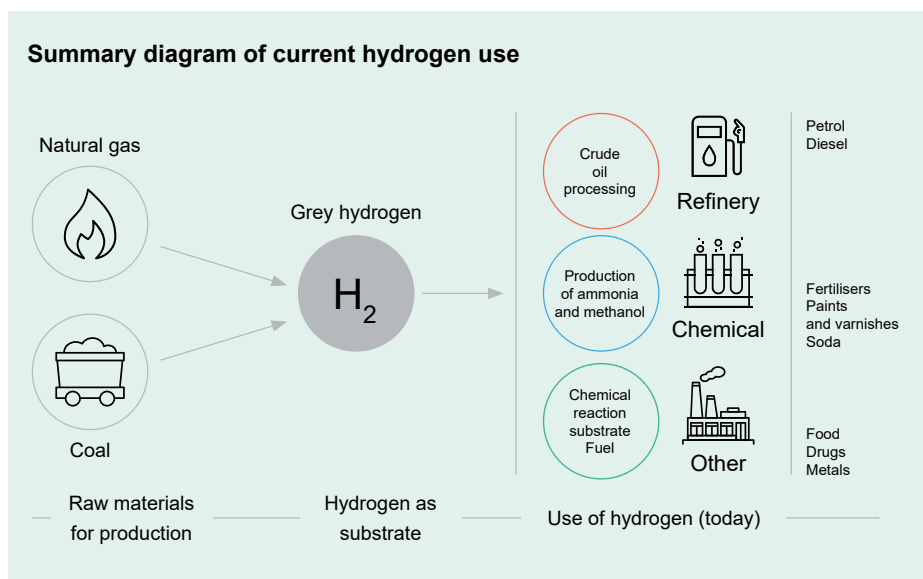 Summary diagram of current hydrogen use
Natural gas
Coal
Grey hydrogen
H2
Crude
oil
processing
Refinery
Petrol
Diesel
Production
of ammonia
and methanol
Chemical
Fertilisers
Paints
and varnishes
Soda
Chemical
reaction
substrate
Fuel
Other
Food
Drugs
Metals
Raw materials
for production
Hydrogen as
substrate
Use of hydrogen (today)